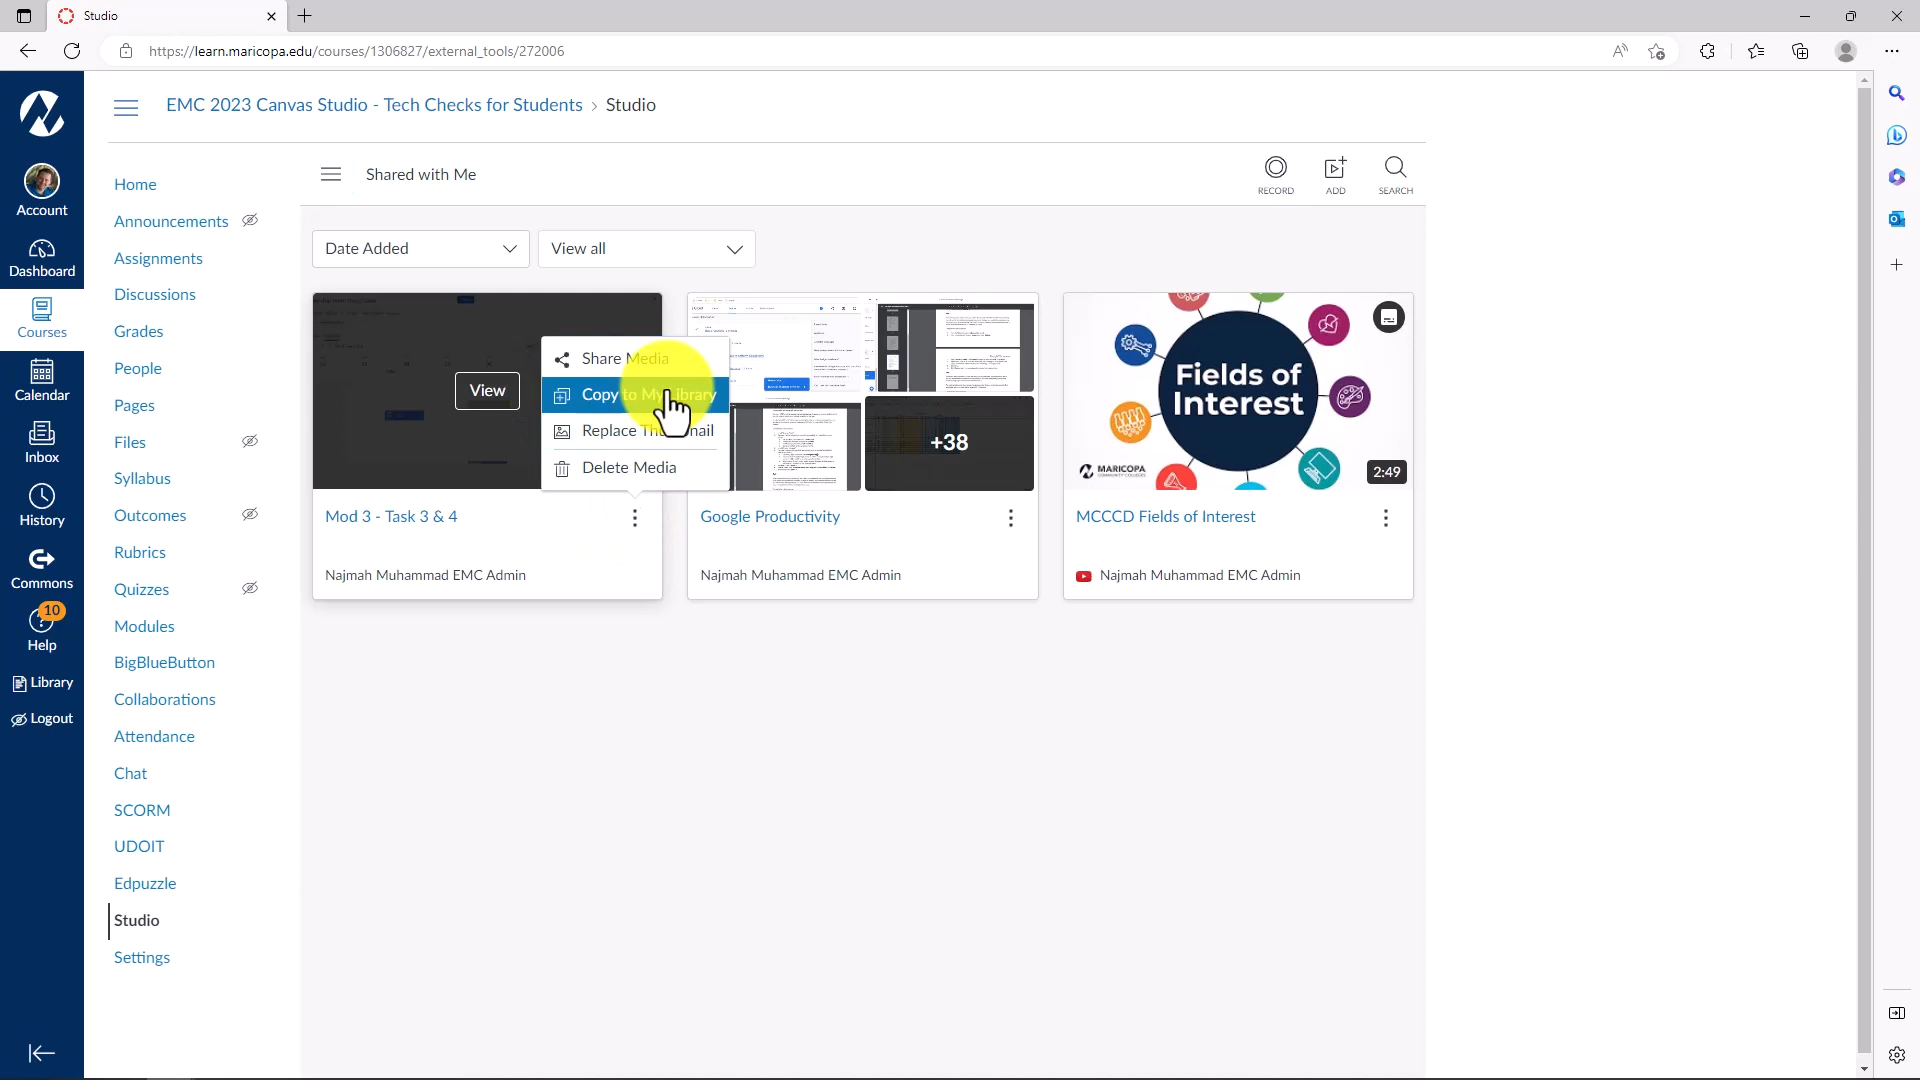 Studio
https://learn.maricopa.edu/courses/1306827/external_tools/272006
EMC 2023 Canvas Studio - Tech Checks for Students › Studio
Account
Dashboard
Courses
Calendar
Inbox
History
Commons
10
Help
Library
Logout
Home
Announcements
Assignments
Discussions
Grades
People
Pages
Files
Syllabus
Outcomes
Rubrics
Quizzes
Modules
BigBlueButton
Collaborations
Attendance
Chat
SCORM
UDOIT
Edpuzzle
Studio
Settings
Shared with Me
RECORD
ADD
SEARCH
Date Added
View all
View
Share Media
Copy to My Library
Replace
Delete Media
Mod 3 - Task 3 & 4
Najmah Muhammad EMC Admin
+38
Google Productivity
Najmah Muhammad EMC Admin
Fields of
Interest
MARICOPA
COMMUNITY COLLEGES
2:49
MCCCD Fields of Interest
Najmah Muhammad EMC Admin